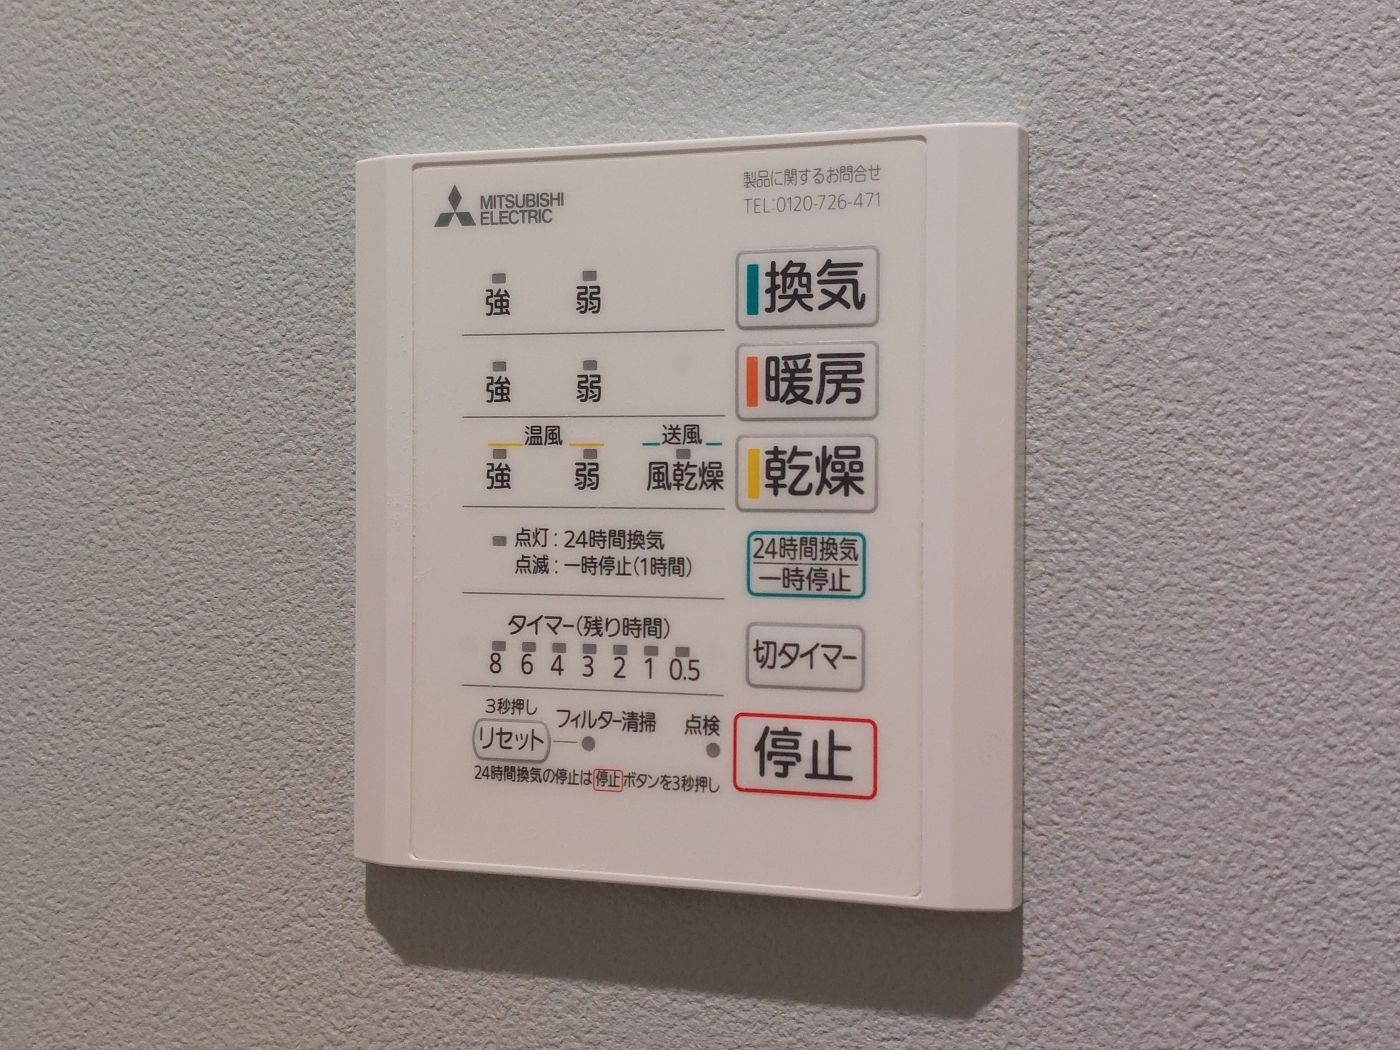 MITSUBISHI
ELECTRIC
製品に関するお問合せ
TEL:0120-726-471
強 弱 換気
強 弱 暖房
温風 送風
強 弱 風乾燥 乾燥
点灯:24時間換気
点滅:一時停止(1時間)
24時間換気
一時停止
タイマー(残り時間)
8 6 4 3 2 1 0.5
切タイマー
3秒押し
リセット フィルター清掃 点検
24時間換気の停止は停止ボタンを3秒押し
停止